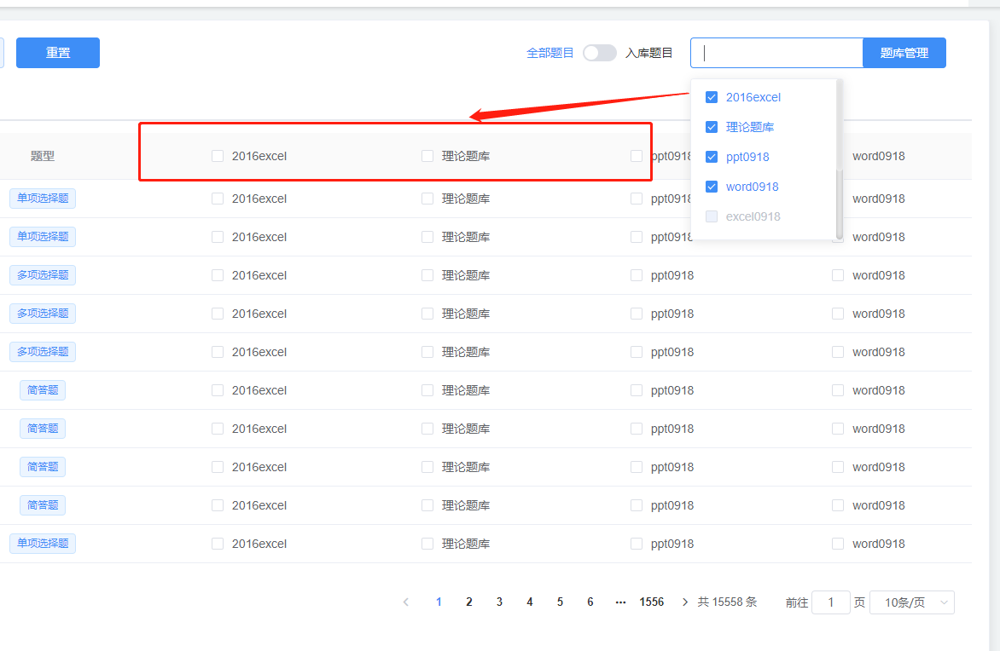 重置 全部题目 入库题目 题库管理
2016excel
理论题库
ppt0918
word0918
excel0918
题型 2016excel 理论题库 ppt0918 word0918
单项选择题 2016excel 理论题库 ppt0918 word0918
单项选择题 2016excel 理论题库 ppt0918 word0918
多项选择题 2016excel 理论题库 ppt0918 word0918
多项选择题 2016excel 理论题库 ppt0918 word0918
多项选择题 2016excel 理论题库 ppt0918 word0918
简答题 2016excel 理论题库 ppt0918 word0918
简答题 2016excel 理论题库 ppt0918 word0918
简答题 2016excel 理论题库 ppt0918 word0918
简答题 2016excel 理论题库 ppt0918 word0918
单项选择题 2016excel 理论题库 ppt0918 word0918
1 2 3 4 5 6 ••• 1556 共 15558 条 前往 1 页 10条/页